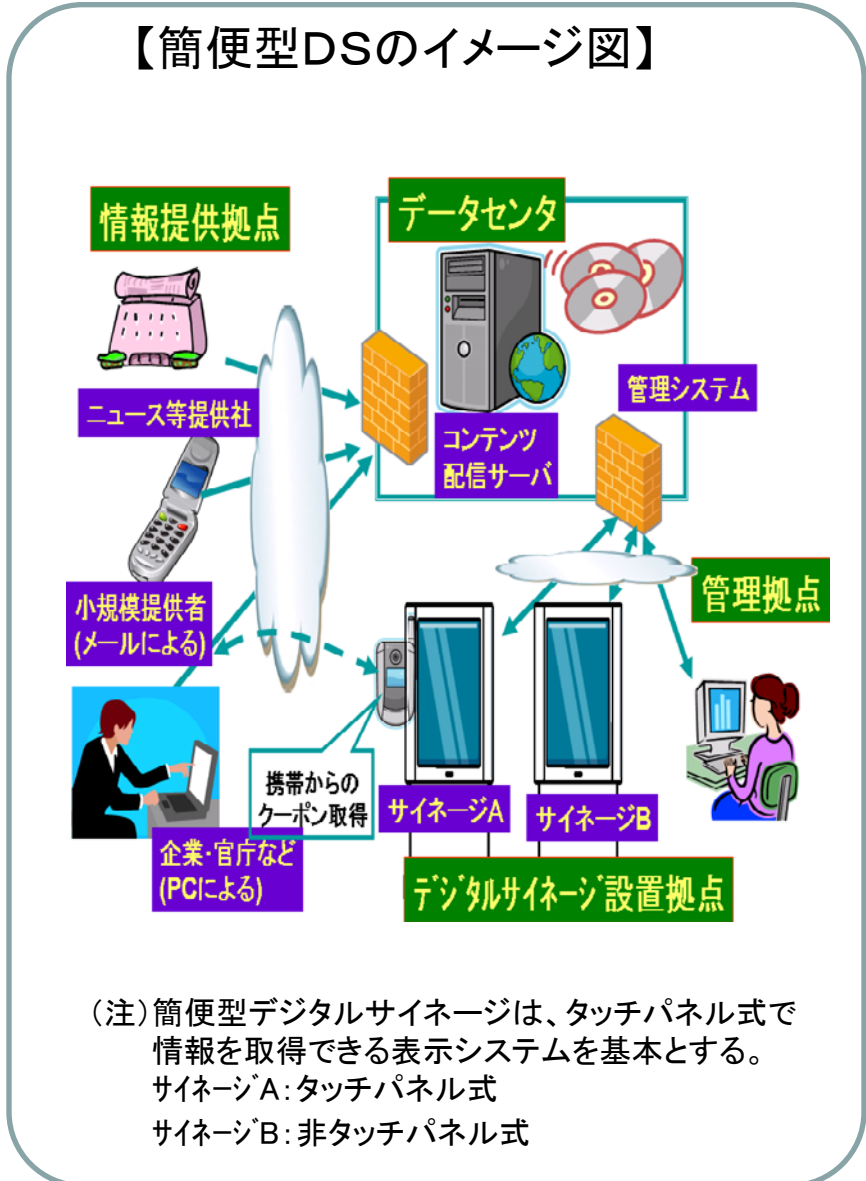 【簡便型DSのイメージ図】
情報提供拠点
データセンタ
ニュース等提供社
コンテンツ
配信サーバ
管理システム
小規模提供者
(メールによる)
管理拠点
携帯からの
クーポン取得
サイネージA
サイネージB
企業・官庁など
(PCによる)
デジタルサイネージ設置拠点
（注）簡便型デジタルサイネージは、タッチパネル式で
情報を取得できる表示システムを基本とする。
サイネージA：タッチパネル式
サイネージB：非タッチパネル式